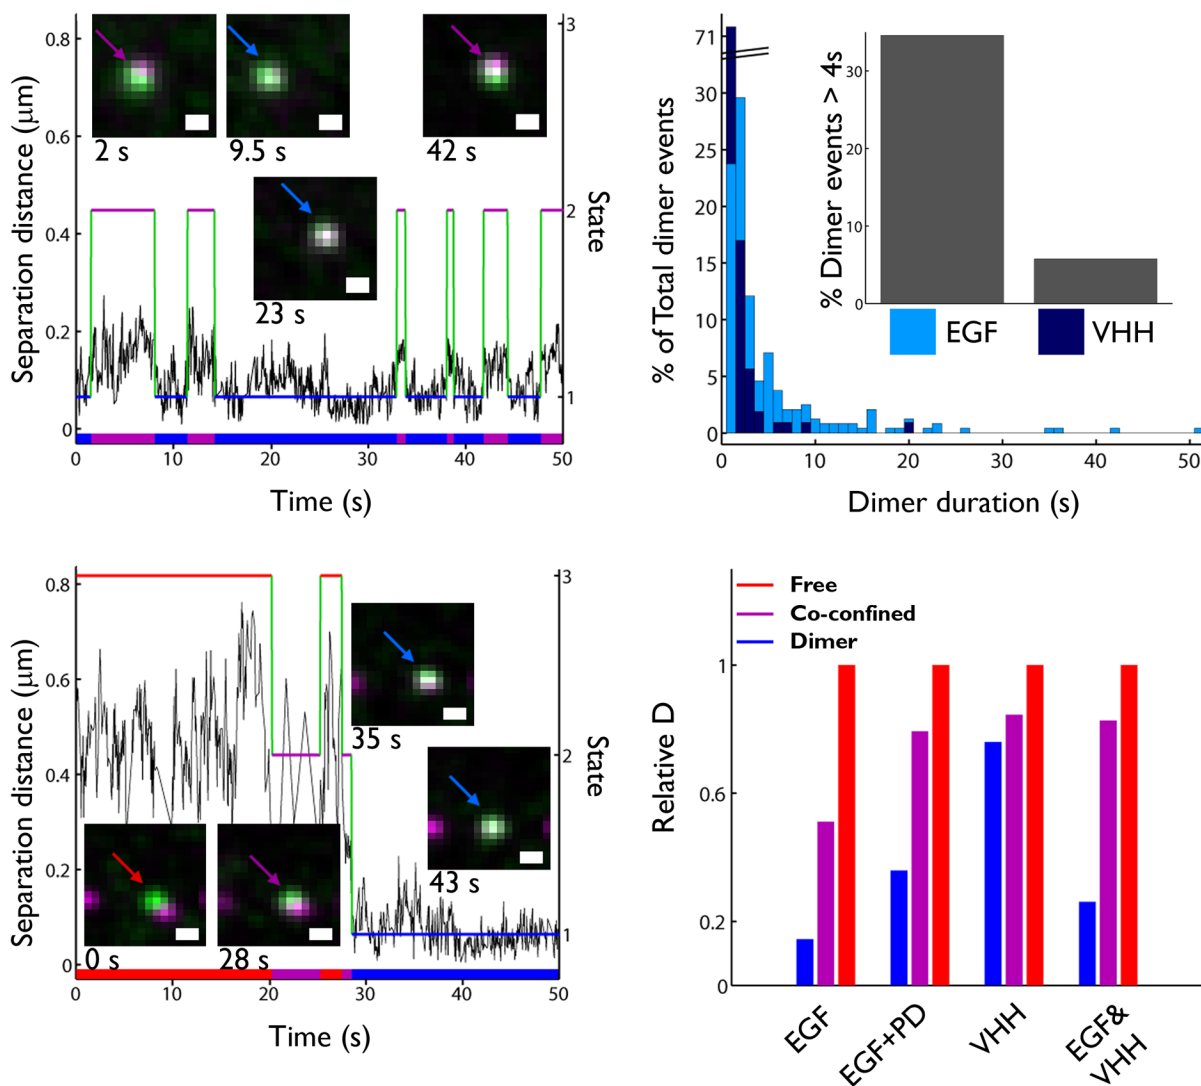 0.8
0.6
0.4
0.2
0
Separation distance (μm)
3
2
1
State
2 s
9.5 s
42 s
23 s
0
10
20
30
40
50
Time (s)
71
30
25
20
15
10
5
0
% of Total dimer events
30
20
10
0
% Dimer events > 4s
EGF
VHH
0
10
20
30
40
50
Dimer duration (s)
0.8
0.6
0.4
0.2
0
Separation distance (μm)
3
2
1
State
35 s
43 s
0 s
28 s
0
10
20
30
40
50
Time (s)
Free
Co-confined
Dimer
1
0.6
0.2
0
Relative D
EGF
EGF+PD
VHH
EGF&
VHH